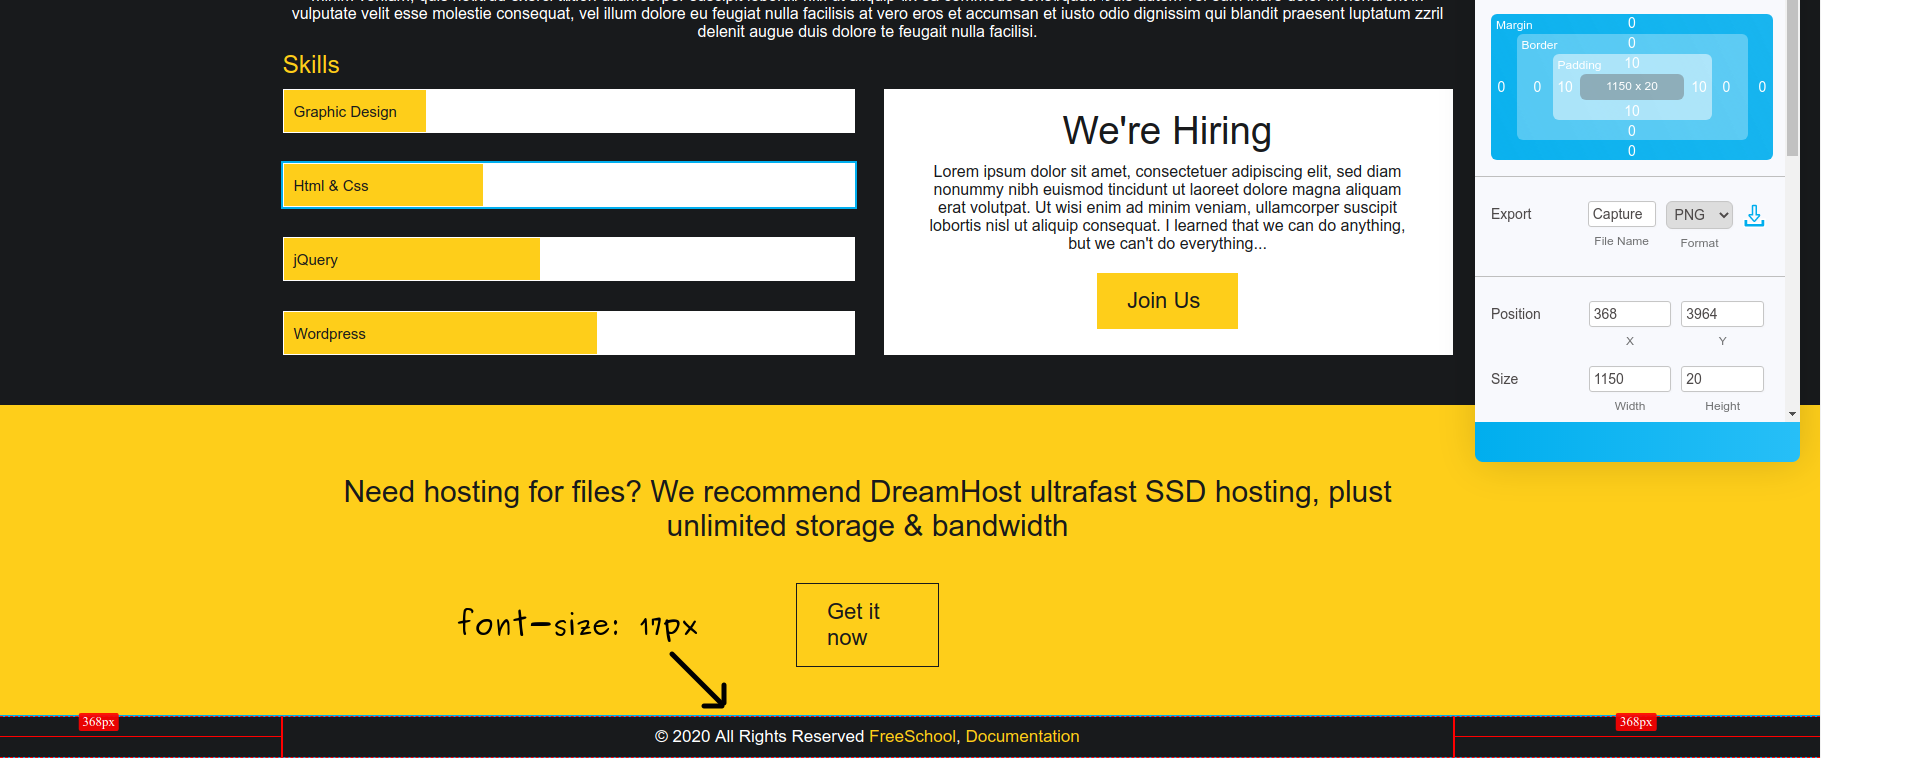 vulputate velit esse molestie consequat, vel illum dolore eu feugiat nulla facilisis at vero eros et accumsan et iusto odio dignissim qui blandit praesent luptatum zzril
delenit augue duis dolore te feugait nulla facilisi.
Skills
Graphic Design
Html & Css
jQuery
Wordpress
We're Hiring
Lorem ipsum dolor sit amet, consectetuer adipiscing elit, sed diam
nonummy nibh euismod tincidunt ut laoreet dolore magna aliquam
erat volutpat. Ut wisi enim ad minim veniam, ullamcorper suscipit
lobortis nisl ut aliquip consequat. I learned that we can do anything,
but we can't do everything...
Join Us
Margin 0
Border 0
Padding 10
0 0 10 1150 x 20 10 0 0
10
0
0
Export Capture PNG
File Name Format
Position 368 3964
X Y
Size 1150 20
Width Height
Need hosting for files? We recommend DreamHost ultrafast SSD hosting, plust
unlimited storage & bandwidth
Get it
now
font-size: 17px
368px 368px
© 2020 All Rights Reserved FreeSchool, Documentation